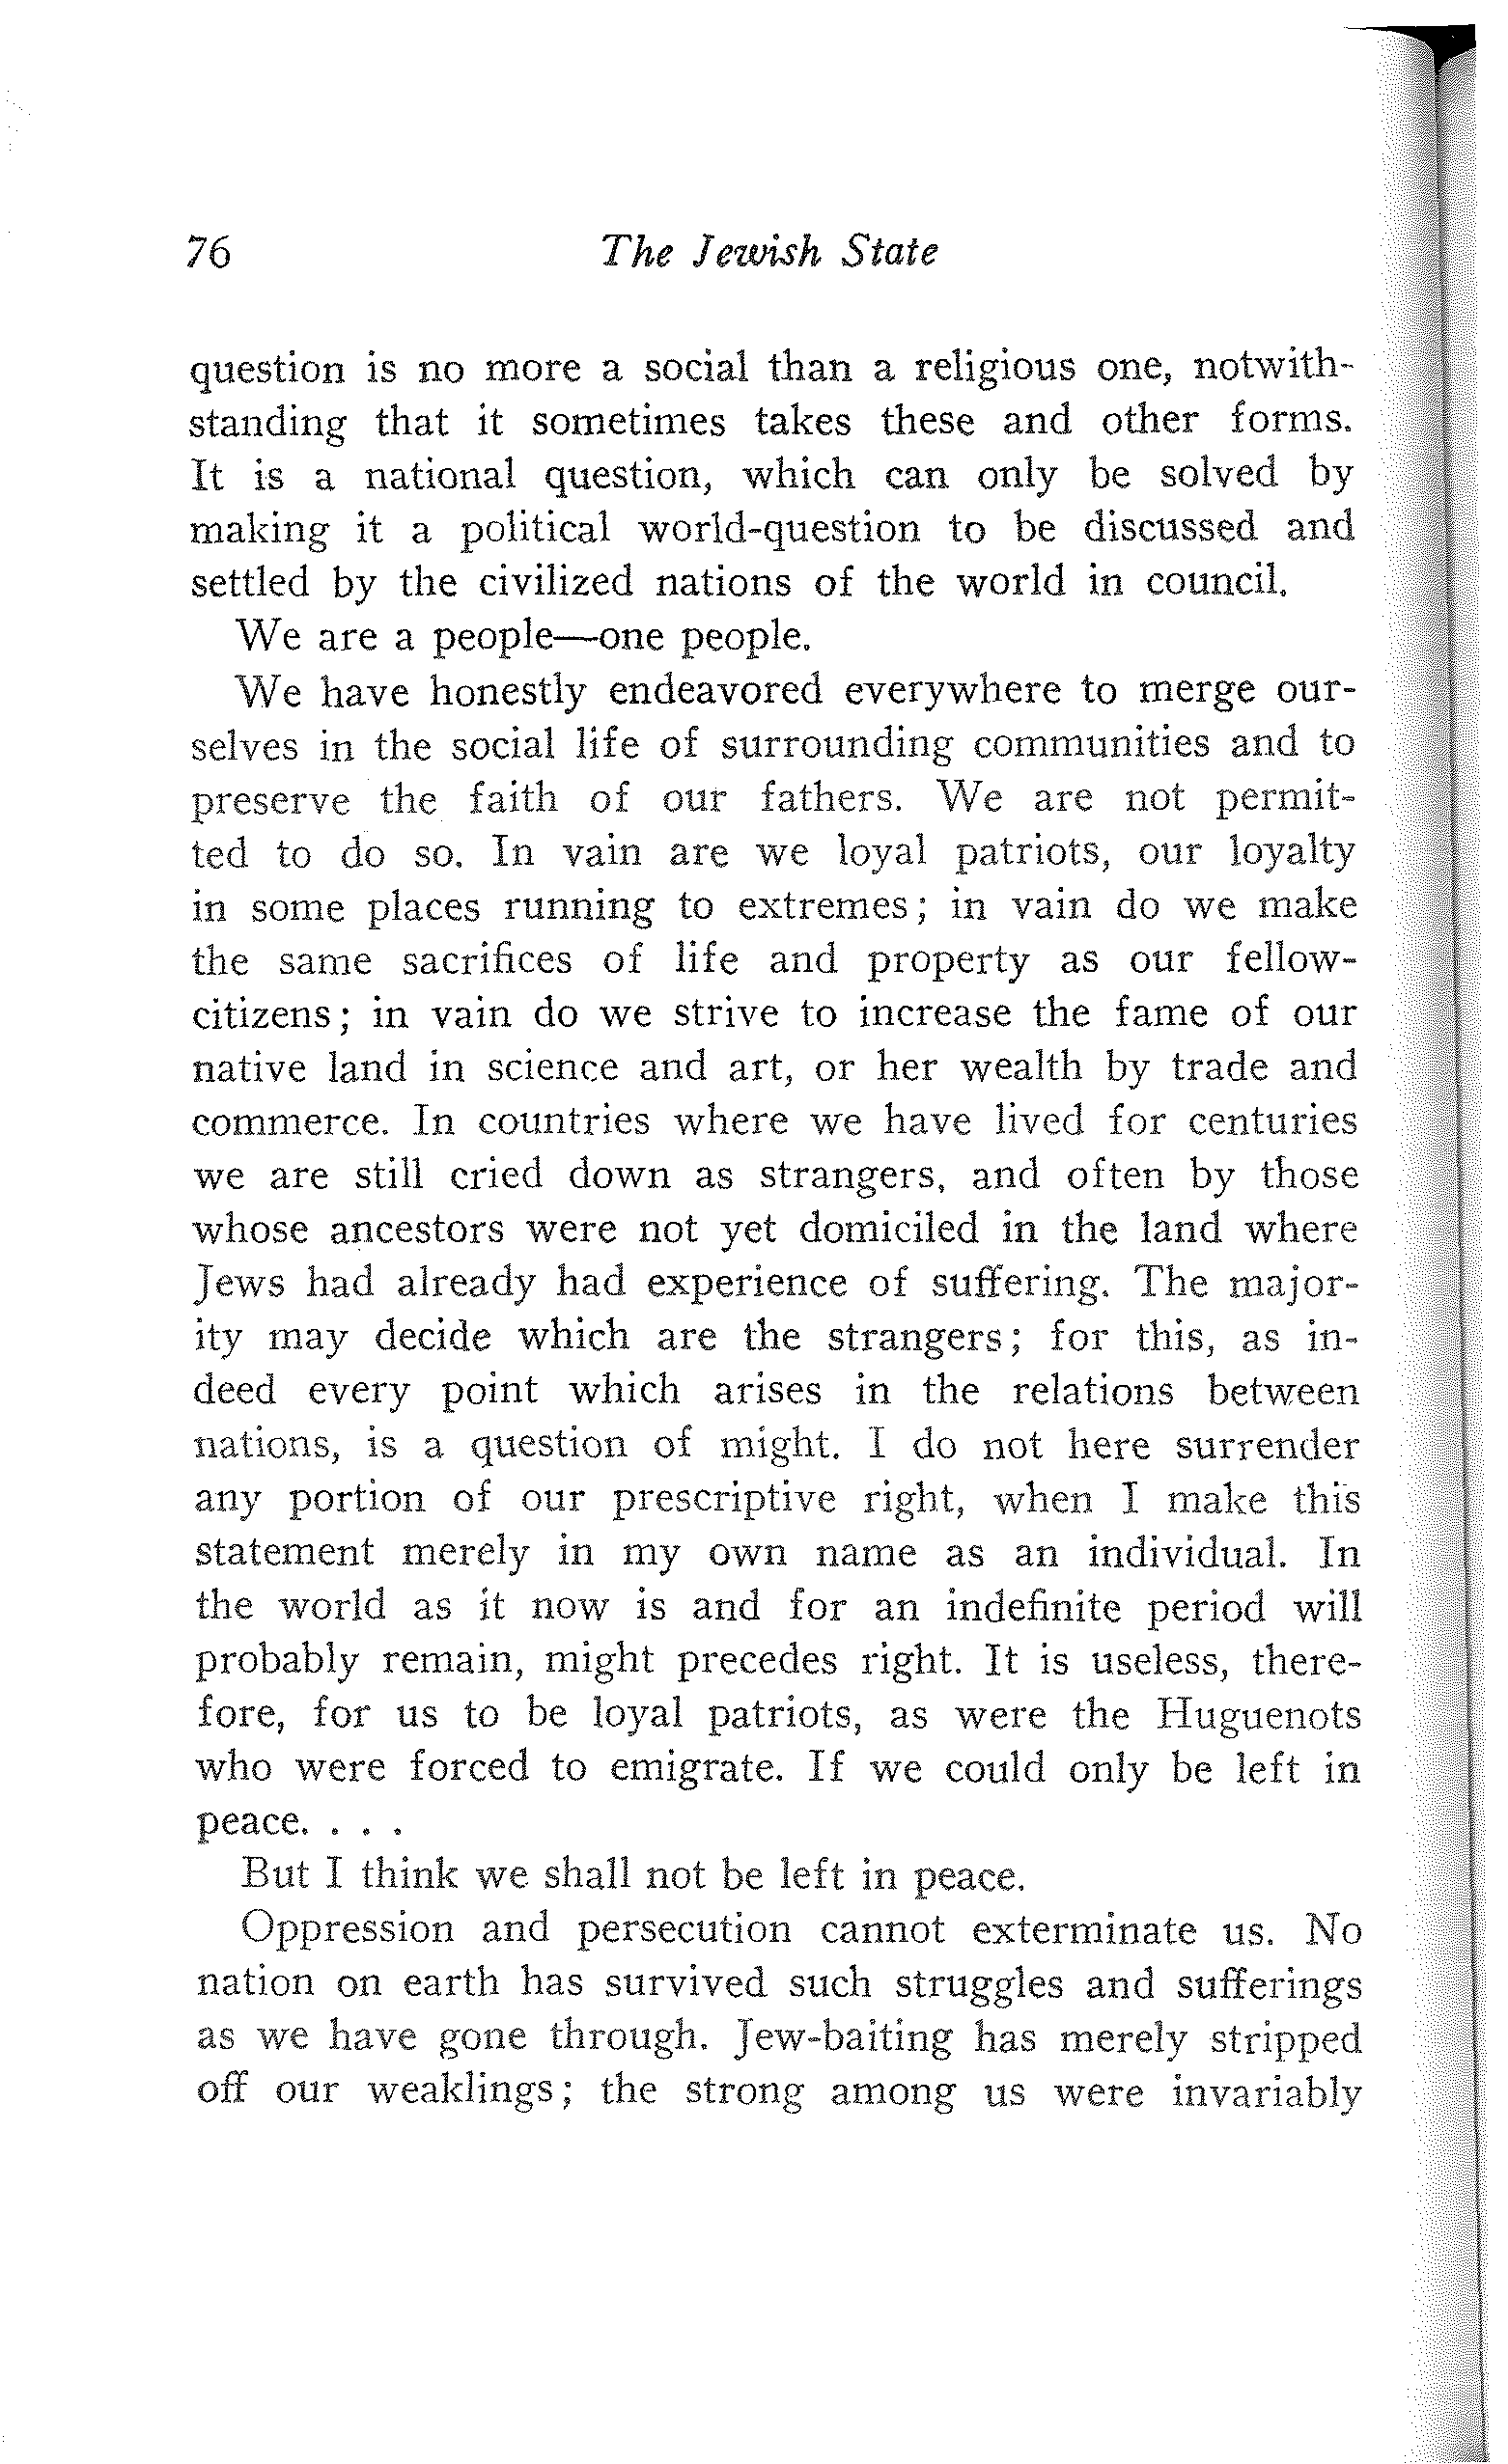 76 The Jewish State
question is no more a social than a religious one, notwith-
standing that it sometimes takes these and other forms.
It is a national question, which can only be solved by
making it a political world-question to be discussed and
settled by the civilized nations of the world in council.
We are a people—one people.
We have honestly endeavored everywhere to merge our-
selves in the social life of surrounding communities and to
preserve the faith of our fathers. We are not permit-
ted to do so. In vain are we loyal patriots, our loyalty
in some places running to extremes; in vain do we make
the same sacrifices of life and property as our fellow-
citizens; in vain do we strive to increase the fame of our
native land in science and art, or her wealth by trade and
commerce. In countries where we have lived for centuries
we are still cried down as strangers, and often by those
whose ancestors were not yet domiciled in the land where
Jews had already had experience of suffering. The major-
ity may decide which are the strangers; for this, as in-
deed every point which arises in the relations between
nations, is a question of might. I do not here surrender
any portion of our prescriptive right, when I make this
statement merely in my own name as an individual. In
the world as it now is and for an indefinite period will
probably remain, might precedes right. It is useless, there-
fore, for us to be loyal patriots, as were the Huguenots
who were forced to emigrate. If we could only be left in
peace. . . .
But I think we shall not be left in peace.
Oppression and persecution cannot exterminate us. No
nation on earth has survived such struggles and sufferings
as we have gone through. Jew-baiting has merely stripped
off our weaklings; the strong among us were invariably